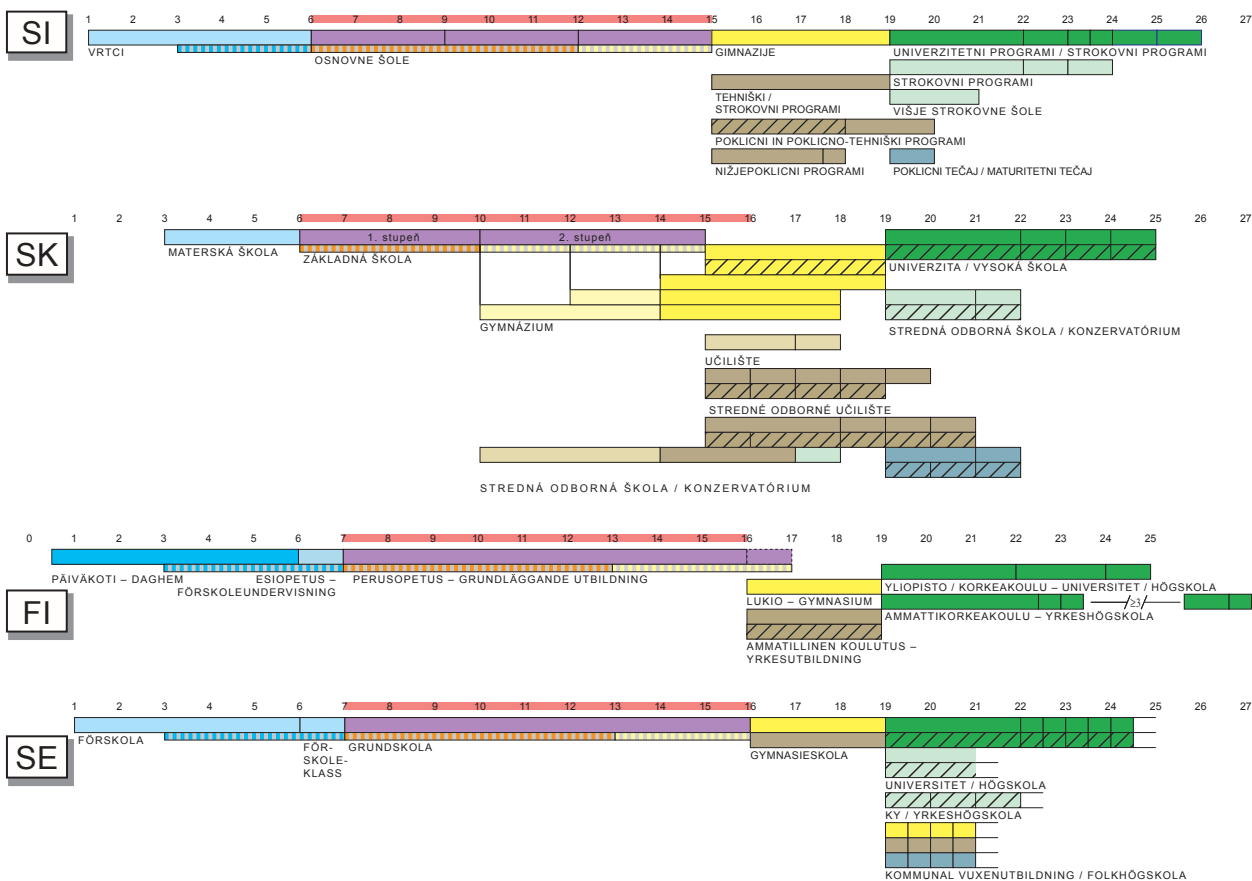 1 2 3 4 5 6 7 8 9 10 11 12 13 14 15 16 17 18 19 20 21 22 23 24 25 26 27
SI
VRTCI
OSNOVNE ŠOLE
GIMNAZIJE
UNIVERZITETNI PROGRAMI / STROKOVNI PROGRAMI
STROKOVNI PROGRAMI
TEHNIŠKI /
STROKOVNI PROGRAMI
VIŠJE STROKOVNE ŠOLE
POKLICNI IN POKLICNO-TEHNIŠKI PROGRAMI
NIŽJEPOKLICNI PROGRAMI
POKLICNI TEČAJ / MATURITETNI TEČAJ
1 2 3 4 5 6 7 8 9 10 11 12 13 14 15 16 17 18 19 20 21 22 23 24 25 26 27
SK
1. stupeň 2. stupeň
MATERSKÁ ŠKOLA
ZÁKLADNÁ ŠKOLA
UNIVERZITA / VYSOKÁ ŠKOLA
GYMNÁZIUM
STREDNÁ ODBORNÁ ŠKOLA / KONZERVATÓRIUM
UČILIŠTE
STREDNÉ ODBORNÉ UČILIŠTE
STREDNÁ ODBORNÁ ŠKOLA / KONZERVATÓRIUM
0 1 2 3 4 5 6 7 8 9 10 11 12 13 14 15 16 17 18 19 20 21 22 23 24 25
FI
PÄIVÄKOTI – DAGHEM
ESIOPETUS –
FÖRSKOLEUNDERVISNING
PERUSOPETUS – GRUNDLÄGGANDE UTBILDNING
YLIOPISTO / KORKEAKOULU – UNIVERSITET / HÖGSKOLA
LUKIO – GYMNASIUM
≥3
AMMATTIKORKEAKOULU – YRKESHÖGSKOLA
AMMATILLINEN KOULUTUS –
YRKESUTBILDNING
1 2 3 4 5 6 7 8 9 10 11 12 13 14 15 16 17 18 19 20 21 22 23 24 25 26 27
SE
FÖRSKOLA
FÖR-
SKOLE-
KLASS
GRUNDSKOLA
GYMNASIESKOLA
UNIVERSITET / HÖGSKOLA
KY / YRKESHÖGSKOLA
KOMMUNAL VUXENUTBILDNING / FOLKHÖGSKOLA